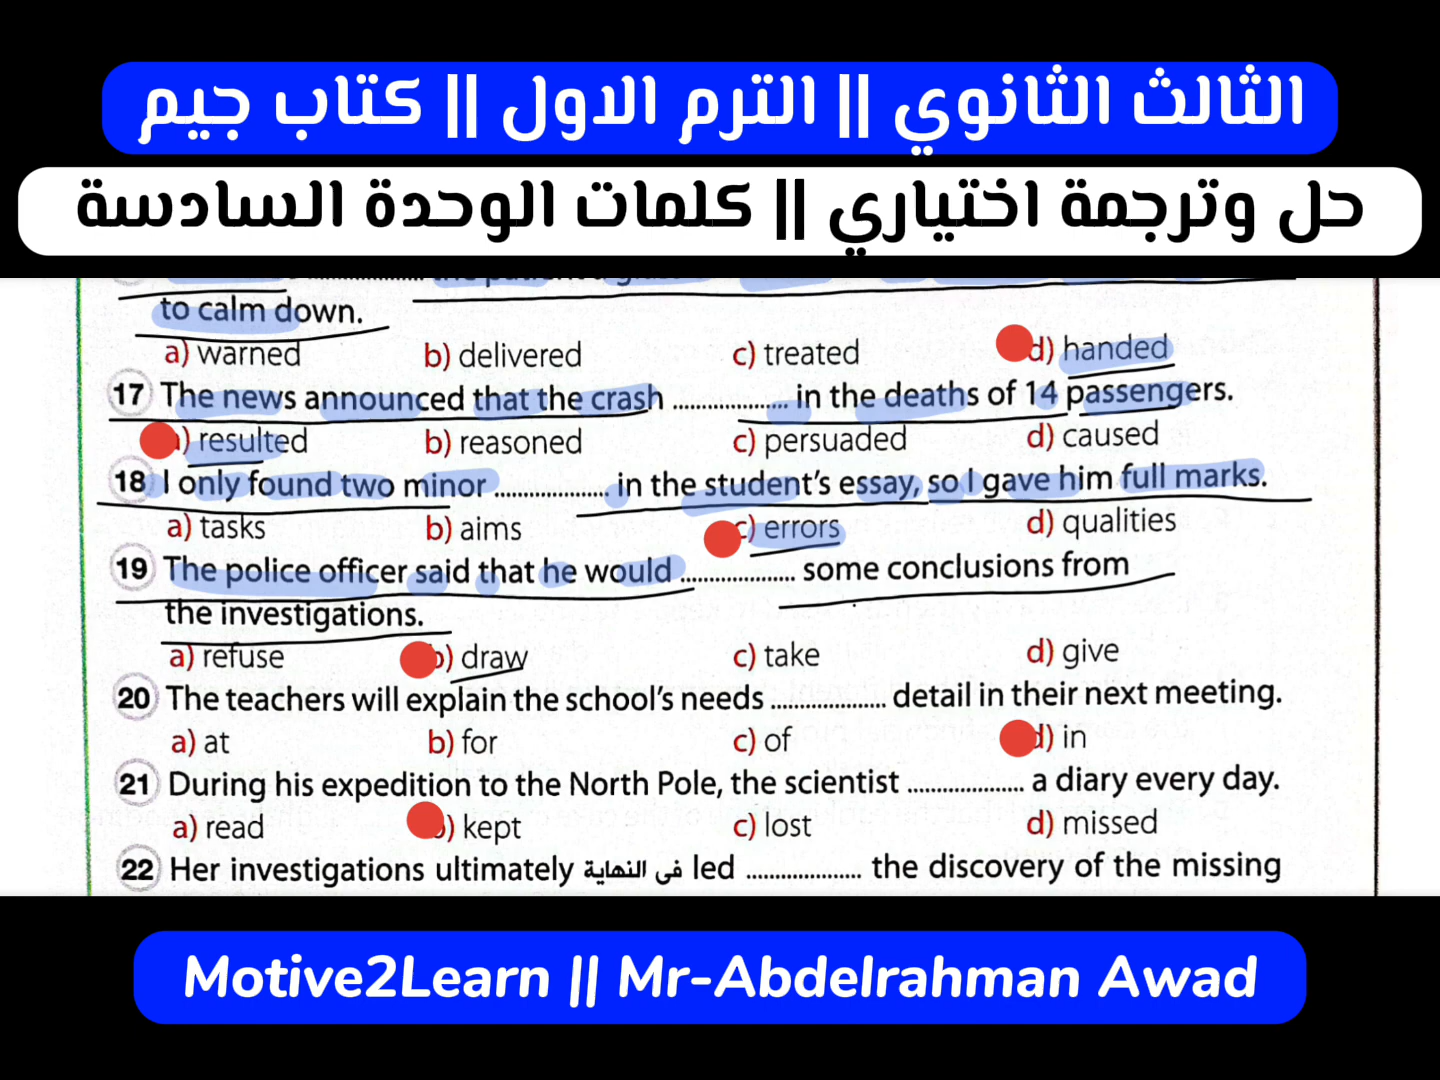 الثالث الثانوي || الترم الاول || كتاب جيم
حل وترجمة اختياري || كلمات الوحدة السادسة
to calm down.
a) warned b) delivered c) treated d) handed
17 The news announced that the crash .................... in the deaths of 14 passengers.
a) resulted b) reasoned c) persuaded d) caused
18 I only found two minor .................... in the student's essay, so I gave him full marks.
a) tasks b) aims c) errors d) qualities
19 The police officer said that he would .................... some conclusions from
the investigations.
a) refuse b) draw c) take d) give
20 The teachers will explain the school's needs .................... detail in their next meeting.
a) at b) for c) of d) in
21 During his expedition to the North Pole, the scientist .................... a diary every day.
a) read b) kept c) lost d) missed
22 Her investigations ultimately فى النهاية led .................... the discovery of the missing
Motive2Learn || Mr-Abdelrahman Awad